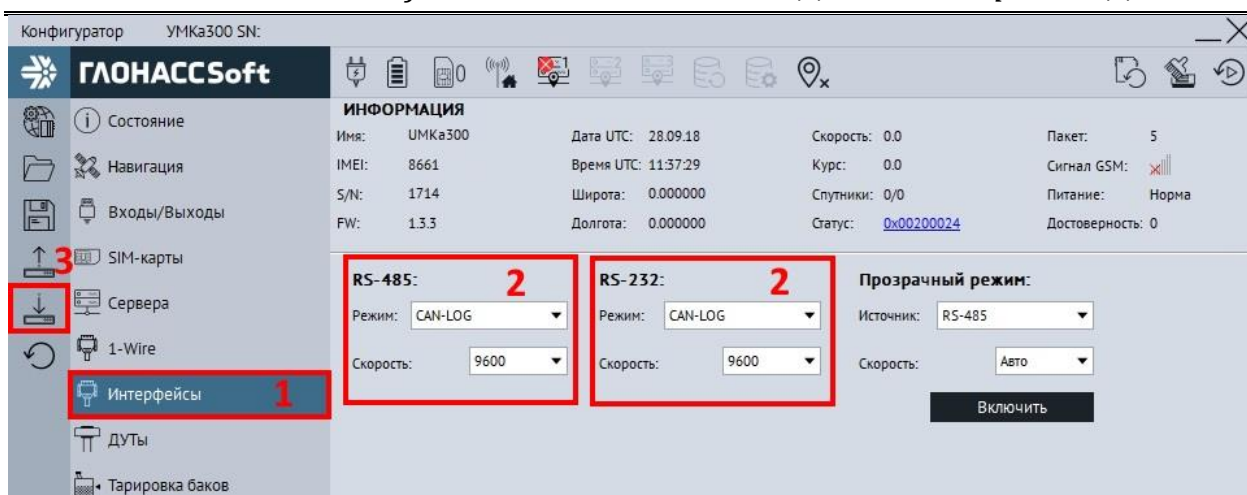 Конфигуратор УМКа300 SN:
ГЛОНАССSoft
0
1
2
3
x
ИНФОРМАЦИЯ
Имя: UMKa300 Дата UTC: 28.09.18 Скорость: 0.0 Пакет: 5
IMEI: 8661 Время UTC: 11:37:29 Курс: 0.0 Сигнал GSM:
S/N: 1714 Широта: 0.000000 Спутники: 0/0 Питание: Норма
FW: 1.3.3 Долгота: 0.000000 Статус: 0x00200024 Достоверность: 0
Состояние
Навигация
Входы/Выходы
3 SIM-карты
Сервера
1-Wire
Интерфейсы 1
ДУТы
Тарировка баков
RS-485: 2
Режим: CAN-LOG
Скорость: 9600
RS-232: 2
Режим: CAN-LOG
Скорость: 9600
Прозрачный режим:
Источник: RS-485
Скорость: Авто
Включить